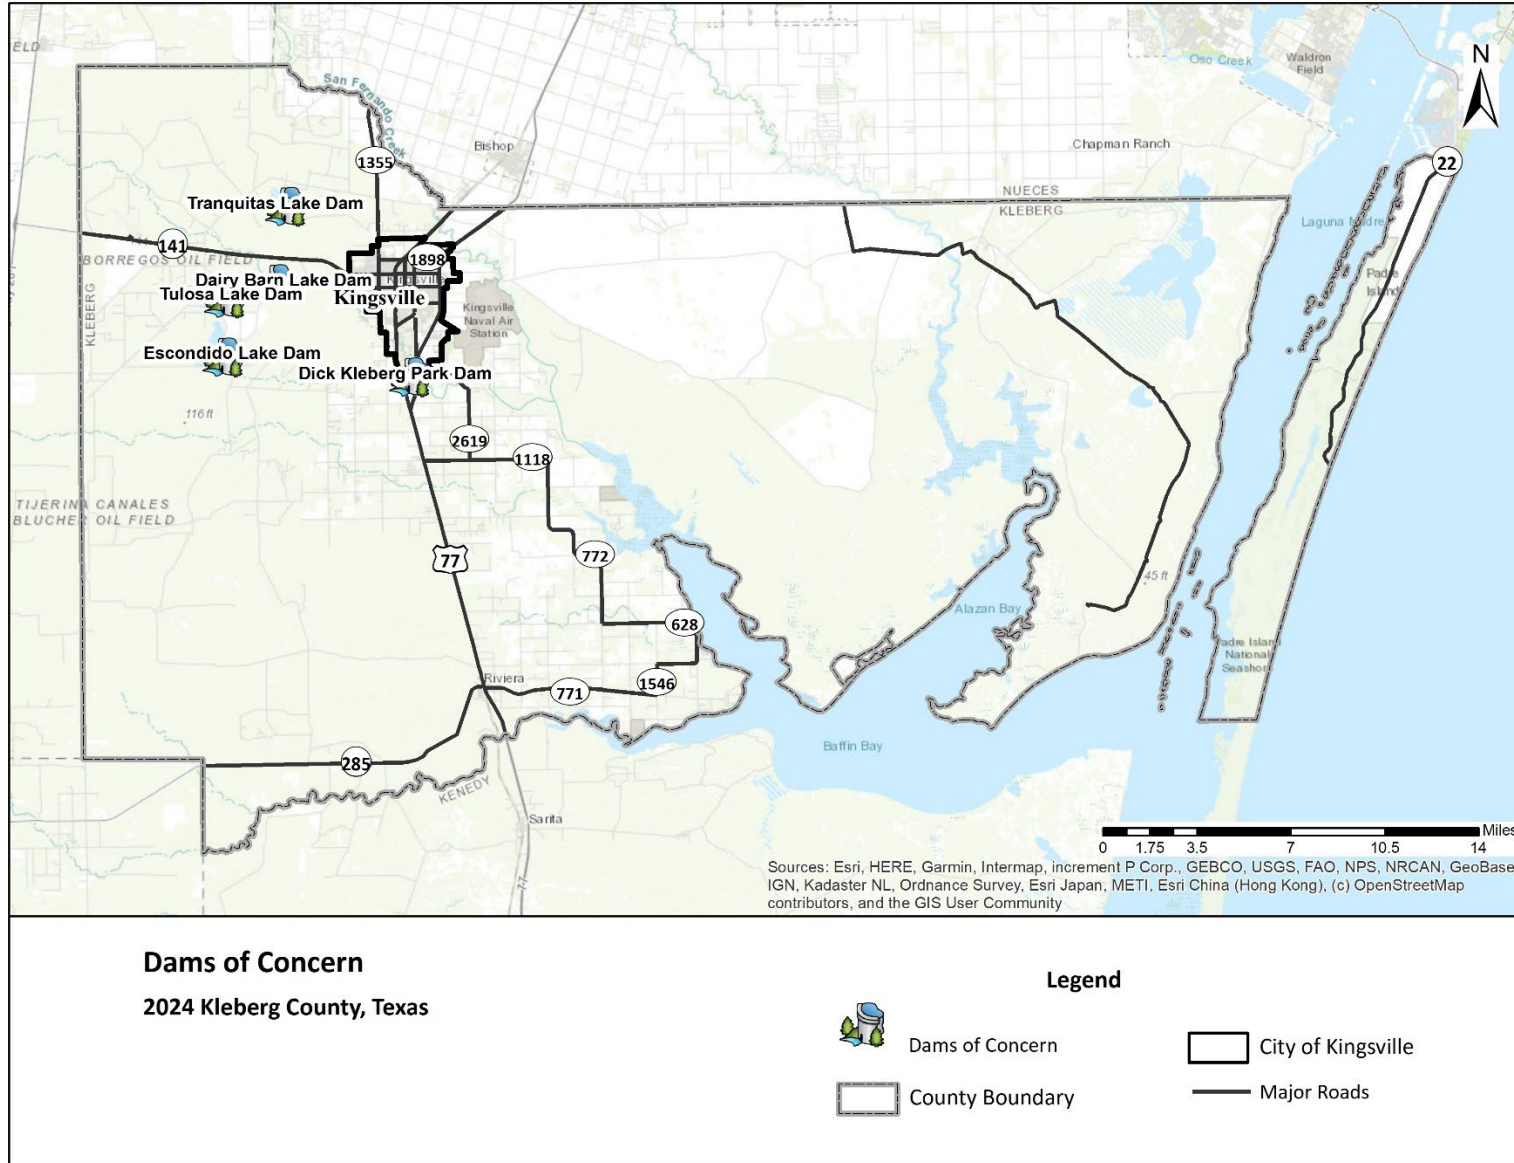 ELD
San Fernando Creek
Oso Creek
Waldron
Field
N
Bishop
Chapman Ranch
1355
22
NUECES
KLEBERG
Tranquitas Lake Dam
Laguna Madre
141
BORREGOS OIL FIELD
1898
Dairy Barn Lake Dam
Kingsville
Tulosa Lake Dam
Kingsville
Kingsville
Naval Air
Station
Padre
Island
KLEBERG
Escondido Lake Dam
Dick Kleberg Park Dam
116 ft
2619
1118
TIJERINA CANALES
BLUCHER OIL FIELD
77
772
45 ft
Alazan Bay
628
Padre Island
National
Seashore
Riviera
771
1546
Baffin Bay
285
KENEDY
Sarita
77
Miles
0 1.75 3.5 7 10.5 14
Sources: Esri, HERE, Garmin, Intermap, increment P Corp., GEBCO, USGS, FAO, NPS, NRCAN, GeoBase,
IGN, Kadaster NL, Ordnance Survey, Esri Japan, METI, Esri China (Hong Kong), (c) OpenStreetMap
contributors, and the GIS User Community
Dams of Concern
2024 Kleberg County, Texas
Legend
Dams of Concern
City of Kingsville
County Boundary
Major Roads